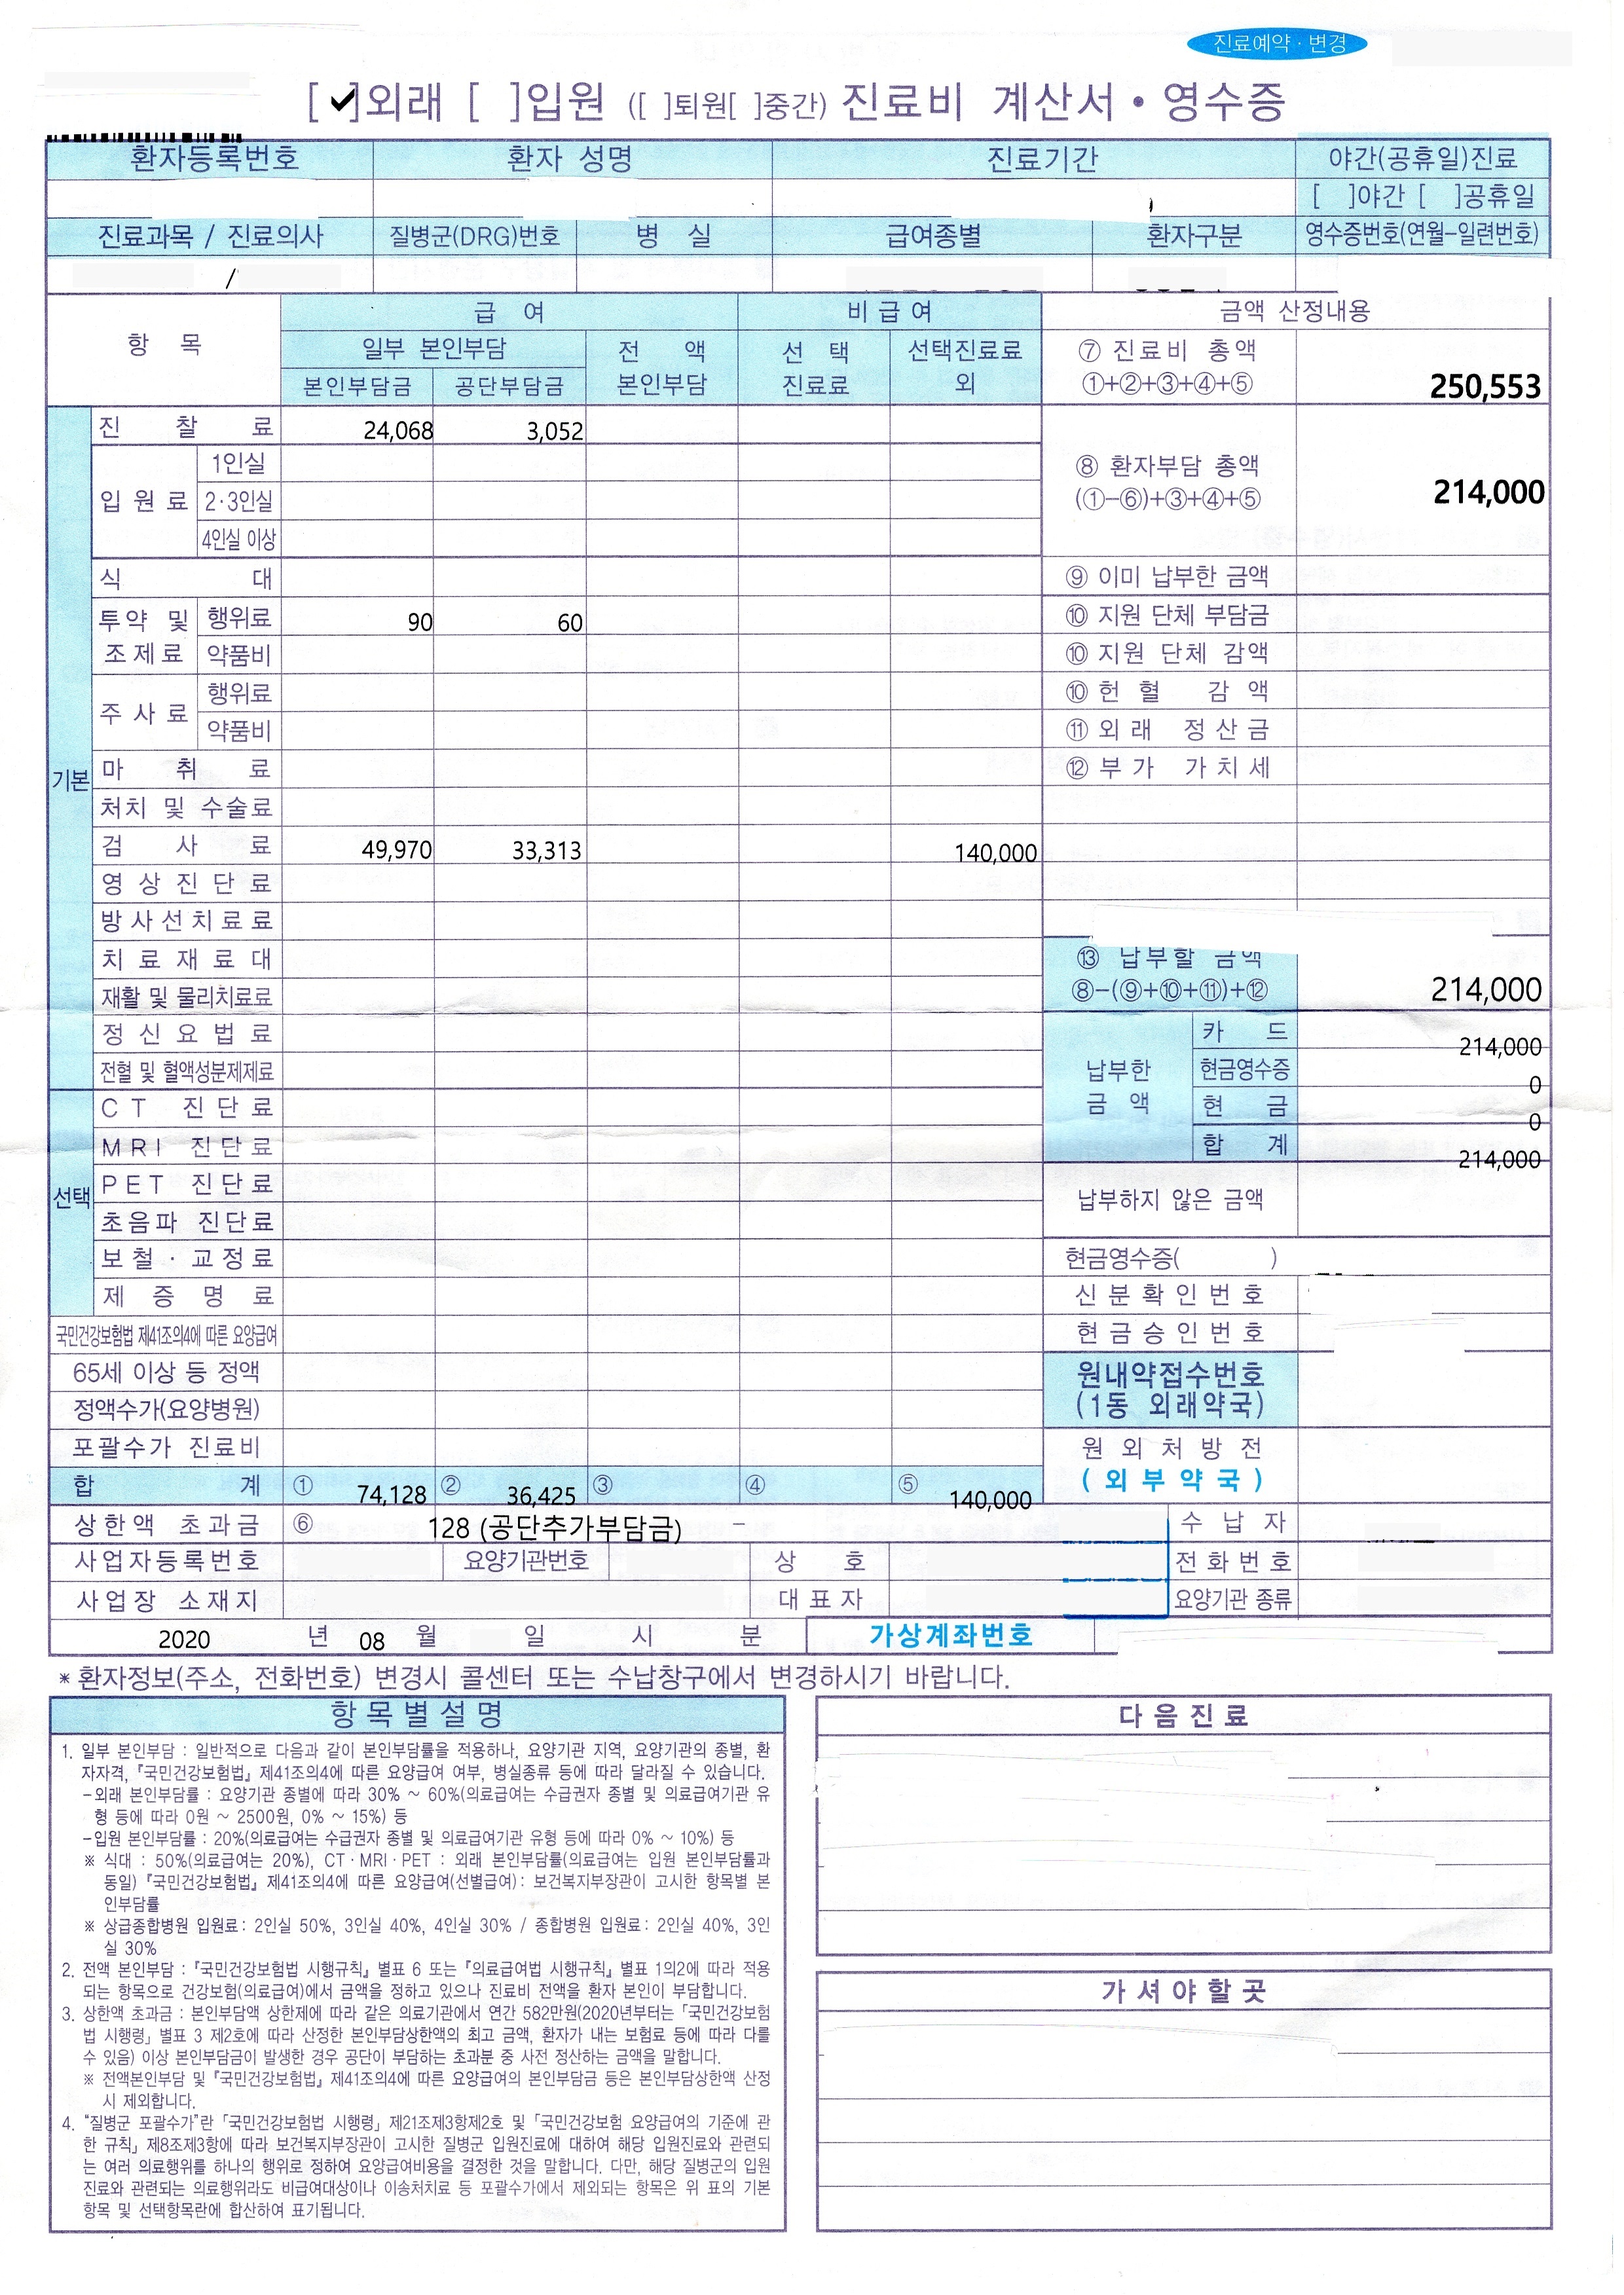 진료예약 · 변경
[✔]외래 [ ]입원 ([ ]퇴원[ ]중간) 진료비 계산서 • 영수증
환자등록번호 환자 성명 진료기간 야간(공휴일)진료
[ ]야간 [ ]공휴일
진료과목 / 진료의사 질병군(DRG)번호 병 실 급여종별 환자구분 영수증번호(연월-일련번호)
/
항 목 급 여 비 급 여 금액 산정내용
일부 본인부담 전 액 선 택 선택진료료 ⑦ 진료비 총액
본인부담금 공단부담금 본인부담 진료료 외 ①+②+③+④+⑤ 250,553
기본
진 찰 료 24,068 3,052
입 원 료 1인실
2·3인실
4인실 이상
⑧ 환자부담 총액
(①-⑥)+③+④+⑤ 214,000
식 대 ⑨ 이미 납부한 금액
투약 및 행위료 90 60 ⑩ 지원 단체 부담금
조 제 료 약품비 ⑩ 지원 단체 감액
주 사 료 행위료 ⑩ 헌 혈 감 액
약품비 ⑪ 외 래 정 산 금
마 취 료 ⑫ 부 가 가 치 세
처치 및 수술료
검 사 료 49,970 33,313 140,000
영 상 진 단 료
방 사 선 치 료 료
치 료 재 료 대 ⑬ 납부할 금액
재활 및 물리치료료 ⑧-(⑨+⑩+⑪)+⑫ 214,000
정 신 요 법 료 카 드 214,000
전혈 및 혈액성분제제료 납부한 현금영수증 0
선택
C T 진 단 료 금 액 현 금 0
M R I 진 단 료 합 계 214,000
P E T 진 단 료 납부하지 않은 금액
초 음 파 진 단 료
보 철 · 교 정 료 현금영수증( )
제 증 명 료 신 분 확 인 번 호
국민건강보험법 제41조의4에 따른 요양급여 현 금 승 인 번 호
65세 이상 등 정액 원내약접수번호
정액수가(요양병원) (1동 외래약국)
포괄수가 진료비 원 외 처 방 전
합 계 ① 74,128 ② 36,425 ③ ④ ⑤ 140,000 ( 외 부 약 국 )
상 한 액 초 과 금 ⑥ 128 (공단추가부담금) - 수 납 자
사 업 자 등 록 번 호 요양기관번호 상 호 전 화 번 호
사 업 장 소 재 지 대 표 자 요양기관 종류
2020 년 08 월 일 시 분 가상계좌번호
* 환자정보(주소, 전화번호) 변경시 콜센터 또는 수납창구에서 변경하시기 바랍니다.
항 목 별 설 명
1. 일부 본인부담 : 일반적으로 다음과 같이 본인부담률을 적용하나, 요양기관 지역, 요양기관의 종별, 환
자자격, 『국민건강보험법』 제41조의4에 따른 요양급여 여부, 병실종류 등에 따라 달라질 수 있습니다.
-외래 본인부담률 : 요양기관 종별에 따라 30% ~ 60%(의료급여는 수급권자 종별 및 의료급여기관 유
형 등에 따라 0원 ~ 2500원, 0% ~ 15%) 등
-입원 본인부담률 : 20%(의료급여는 수급권자 종별 및 의료급여기관 유형 등에 따라 0% ~ 10%) 등
※ 식대 : 50%(의료급여는 20%), CT · MRI · PET : 외래 본인부담률(의료급여는 입원 본인부담률과
동일) 『국민건강보험법』 제41조의4에 따른 요양급여(선별급여) : 보건복지부장관이 고시한 항목별 본
인부담률
※ 상급종합병원 입원료 : 2인실 50%, 3인실 40%, 4인실 30% / 종합병원 입원료 : 2인실 40%, 3인
실 30%
2. 전액 본인부담 : 『국민건강보험법 시행규칙』 별표 6 또는 『의료급여법 시행규칙』 별표 1의2에 따라 적용
되는 항목으로 건강보험(의료급여)에서 금액을 정하고 있으나 진료비 전액을 환자 본인이 부담합니다.
3. 상한액 초과금 : 본인부담액 상한제에 따라 같은 의료기관에서 연간 582만원(2020년부터는 「국민건강보험
법 시행령」 별표 3 제2호에 따라 산정한 본인부담상한액의 최고 금액, 환자가 내는 보험료 등에 따라 다를
수 있음) 이상 본인부담금이 발생한 경우 공단이 부담하는 초과분 중 사전 정산하는 금액을 말합니다.
※ 전액본인부담 및 『국민건강보험법』 제41조의4에 따른 요양급여의 본인부담금 등은 본인부담상한액 산정
시 제외합니다.
4. "질병군 포괄수가"란 「국민건강보험법 시행령」 제21조제3항제2호 및 「국민건강보험 요양급여의 기준에 관
한 규칙」 제8조제3항에 따라 보건복지부장관이 고시한 질병군 입원진료에 대하여 해당 입원진료와 관련되
는 여러 의료행위를 하나의 행위로 정하여 요양급여비용을 결정한 것을 말합니다. 다만, 해당 질병군의 입원
진료와 관련되는 의료행위라도 비급여대상이나 이송처치료 등 포괄수가에서 제외되는 항목은 위 표의 기본
항목 및 선택항목란에 합산하여 표기됩니다.
다 음 진 료
가 셔 야 할 곳